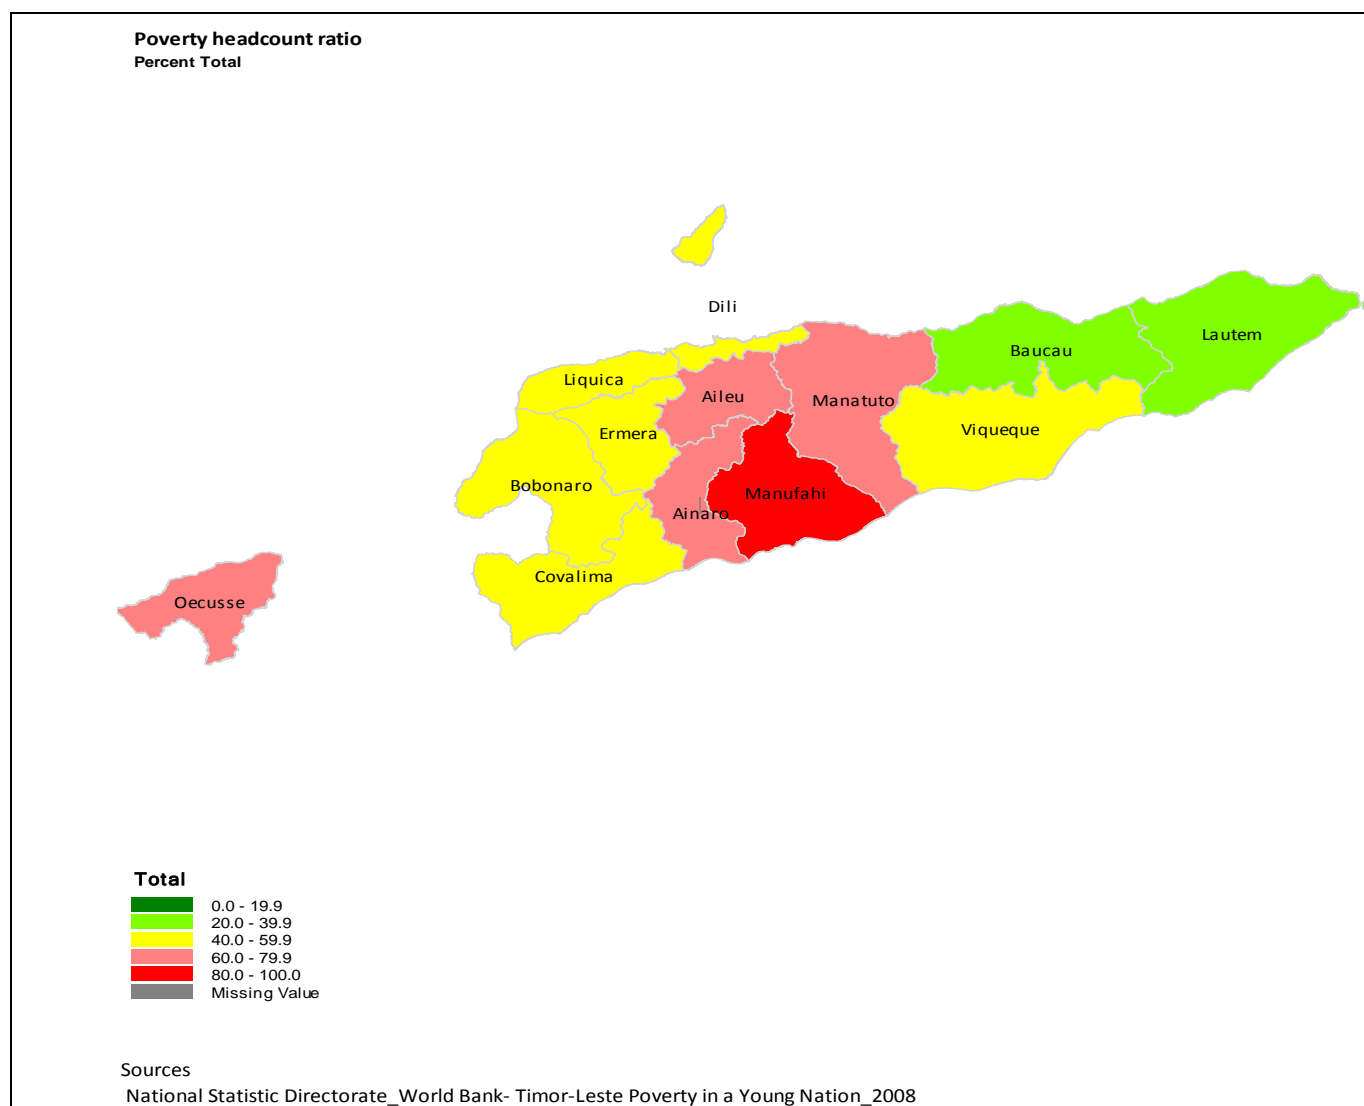 Poverty headcount ratio
Percent Total
Dili
Lautem
Baucau
Liquica
Aileu
Manatuto
Ermera
Viqueque
Bobonaro
Manufahi
Ainaro
Covalima
Oecusse
Total
0.0 - 19.9
20.0 - 39.9
40.0 - 59.9
60.0 - 79.9
80.0 - 100.0
Missing Value
Sources
National Statistic Directorate_World Bank- Timor-Leste Poverty in a Young Nation_2008